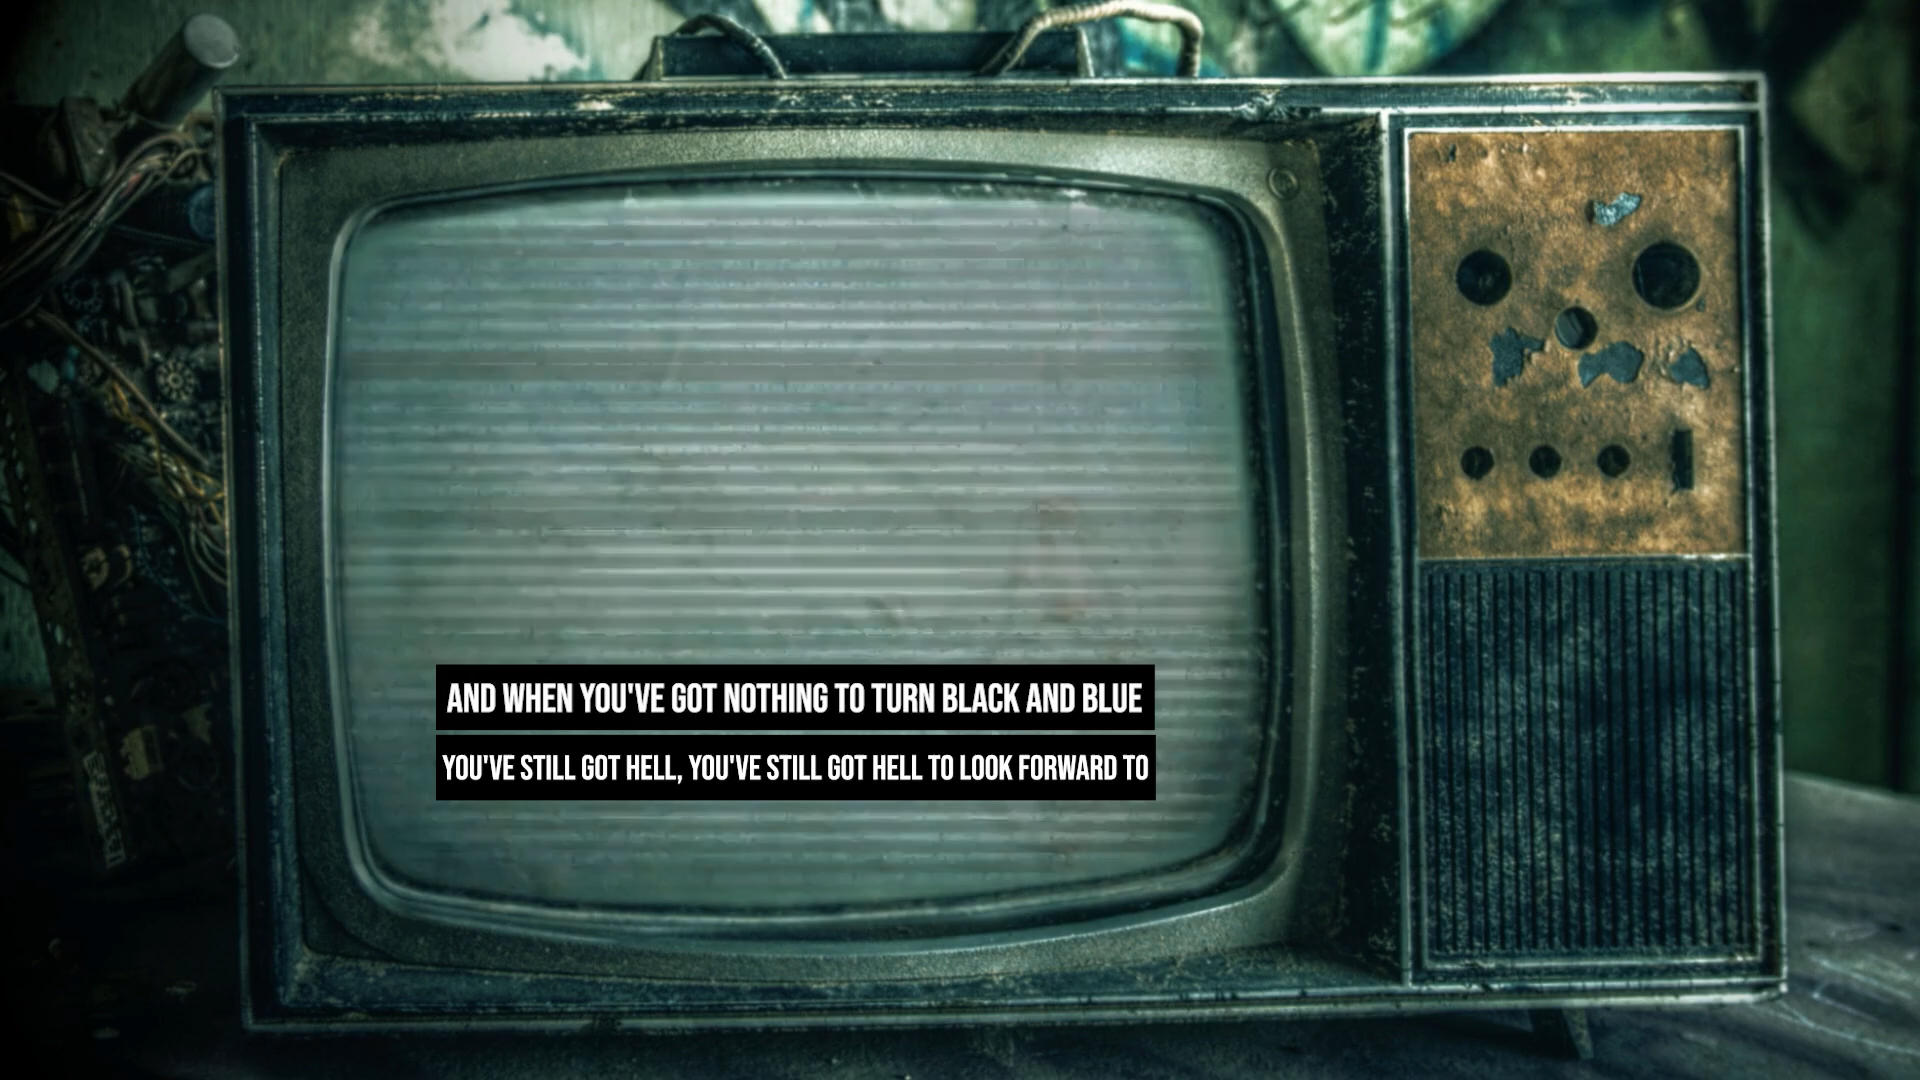 AND WHEN YOU'VE GOT NOTHING TO TURN BLACK AND BLUE
YOU'VE STILL GOT HELL, YOU'VE STILL GOT HELL TO LOOK FORWARD TO